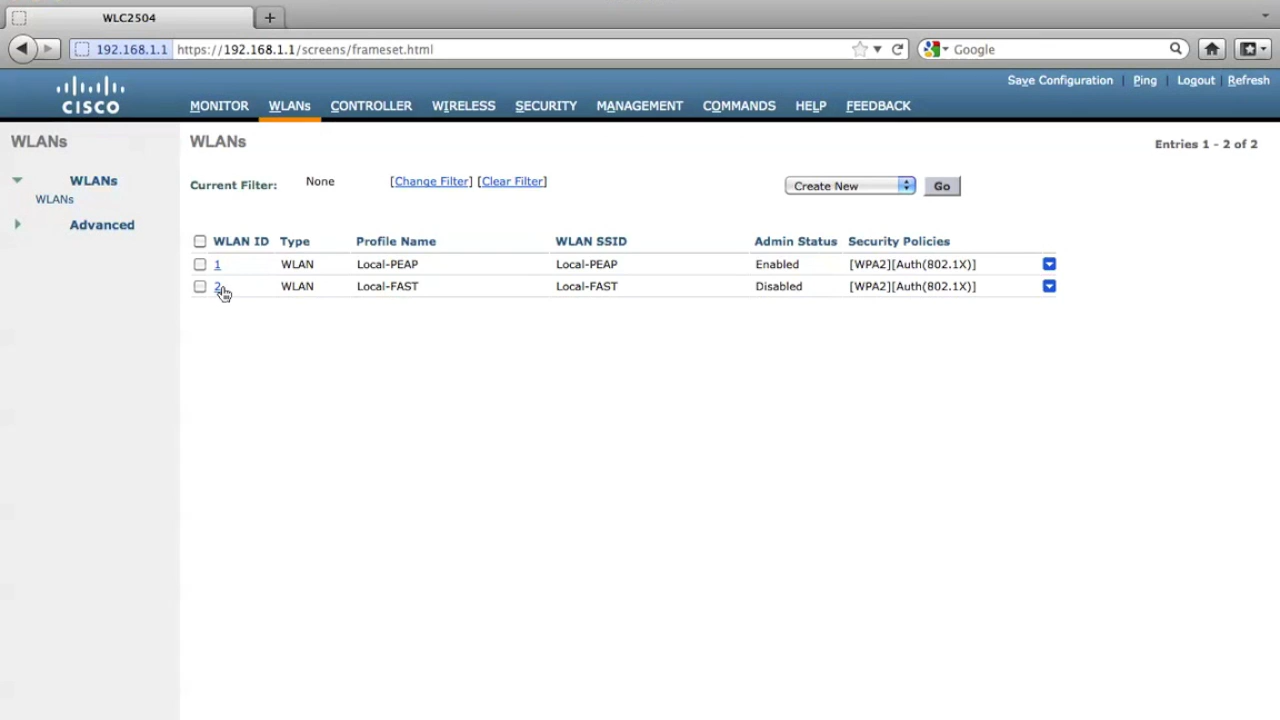 WLC2504
192.168.1.1 https://192.168.1.1/screens/frameset.html Google
Save Configuration | Ping | Logout | Refresh
CISCO
MONITOR WLANs CONTROLLER WIRELESS SECURITY MANAGEMENT COMMANDS HELP FEEDBACK
WLANs
WLANs
WLANs
Advanced
WLANs
Entries 1 - 2 of 2
Current Filter: None [Change Filter] [Clear Filter]
Create New Go
WLAN ID Type Profile Name WLAN SSID Admin Status Security Policies
1 WLAN Local-PEAP Local-PEAP Enabled [WPA2][Auth(802.1X)]
2 WLAN Local-FAST Local-FAST Disabled [WPA2][Auth(802.1X)]